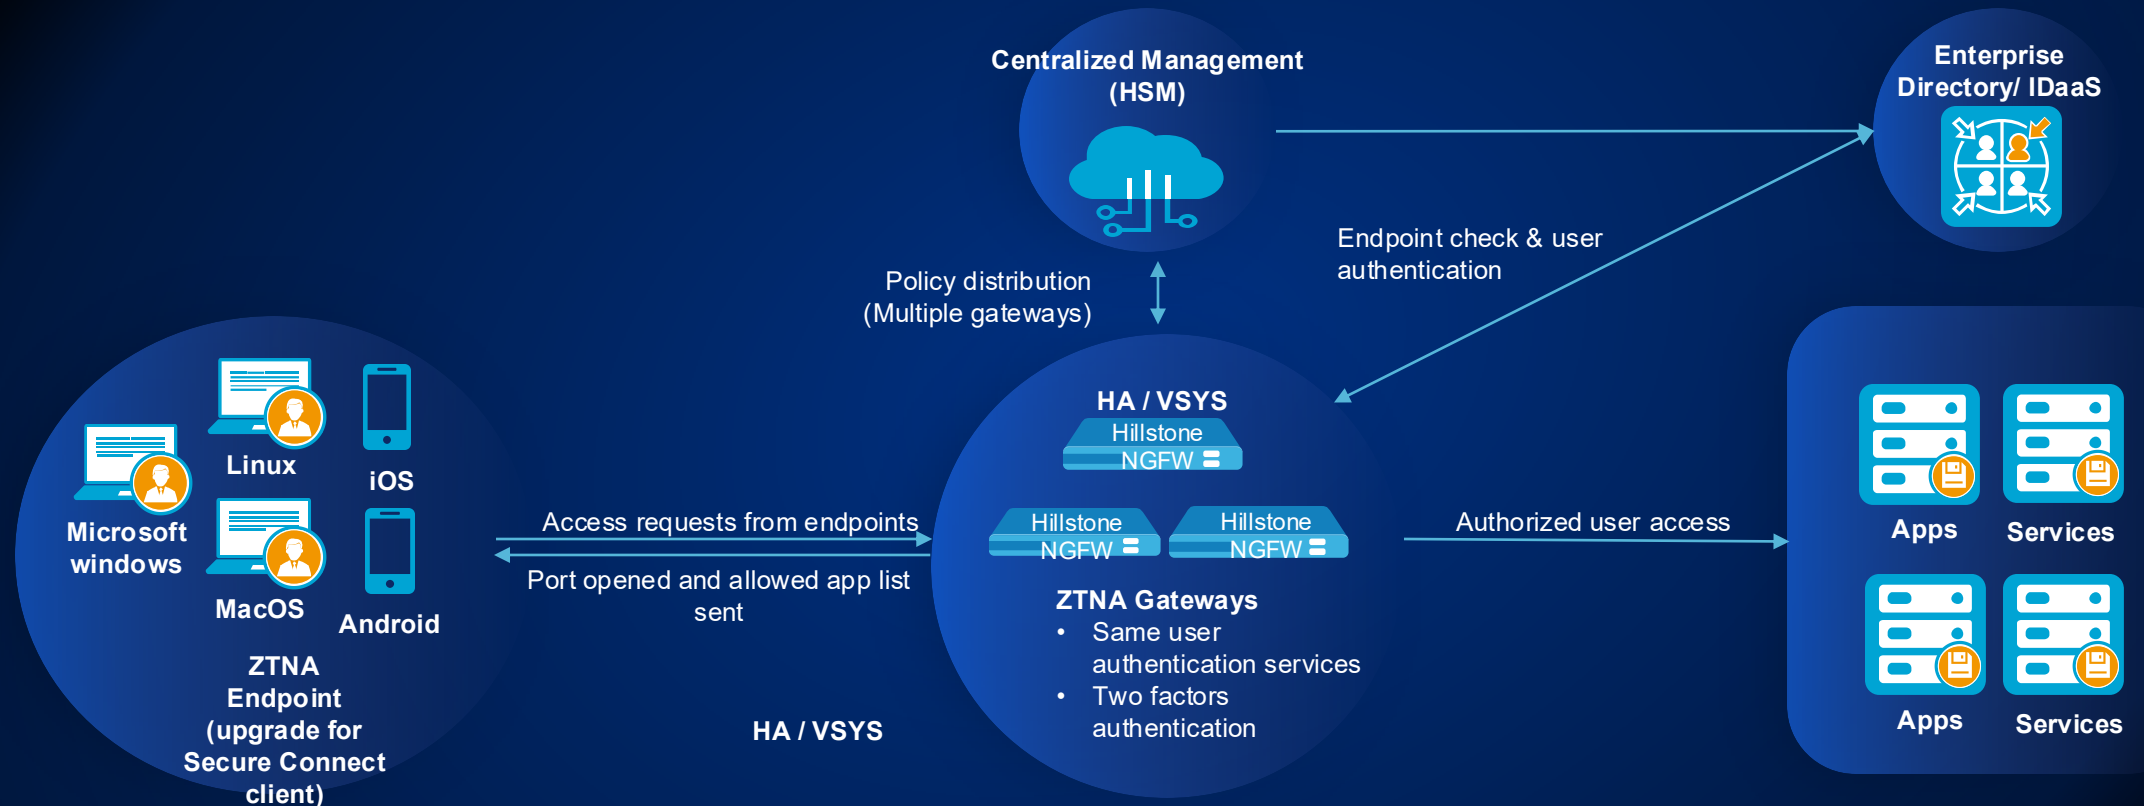 Centralized Management
(HSM)
Enterprise
Directory/ IDaaS
Endpoint check & user
authentication
Policy distribution
(Multiple gateways)
HA / VSYS
Hillstone
NGFW
Hillstone
NGFW
Hillstone
NGFW
ZTNA Gateways
• Same user
authentication services
• Two factors
authentication
Linux
iOS
Microsoft
windows
MacOS
Android
ZTNA
Endpoint
(upgrade for
Secure Connect
client)
Access requests from endpoints
Port opened and allowed app list
sent
HA / VSYS
Authorized user access
Apps
Services
Apps
Services